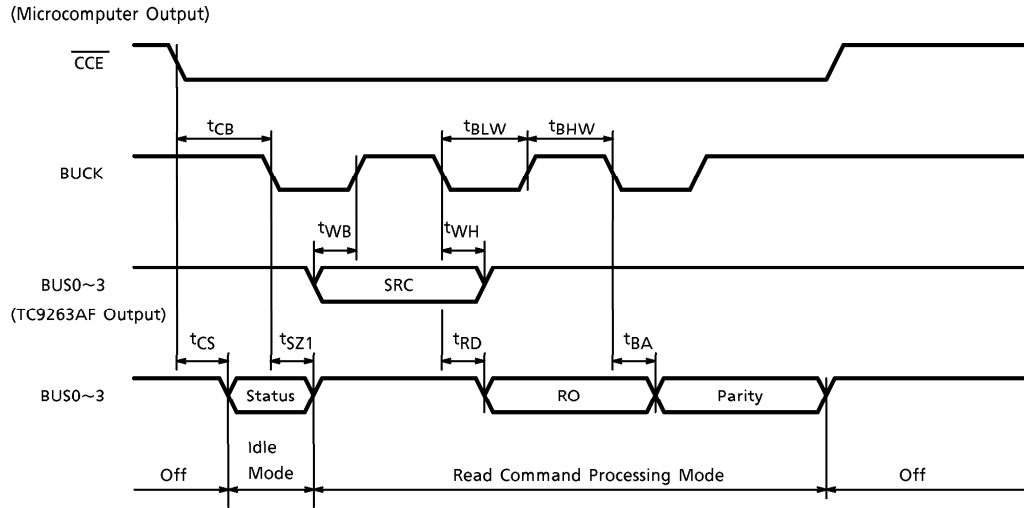 (Microcomputer Output)
CCE
tCB
tBLW
tBHW
BUCK
tWB
tWH
BUS0~3
SRC
(TC9263AF Output)
tCS
tSZ1
tRD
tBA
BUS0~3
Status
RO
Parity
Off
Idle
Mode
Read Command Processing Mode
Off